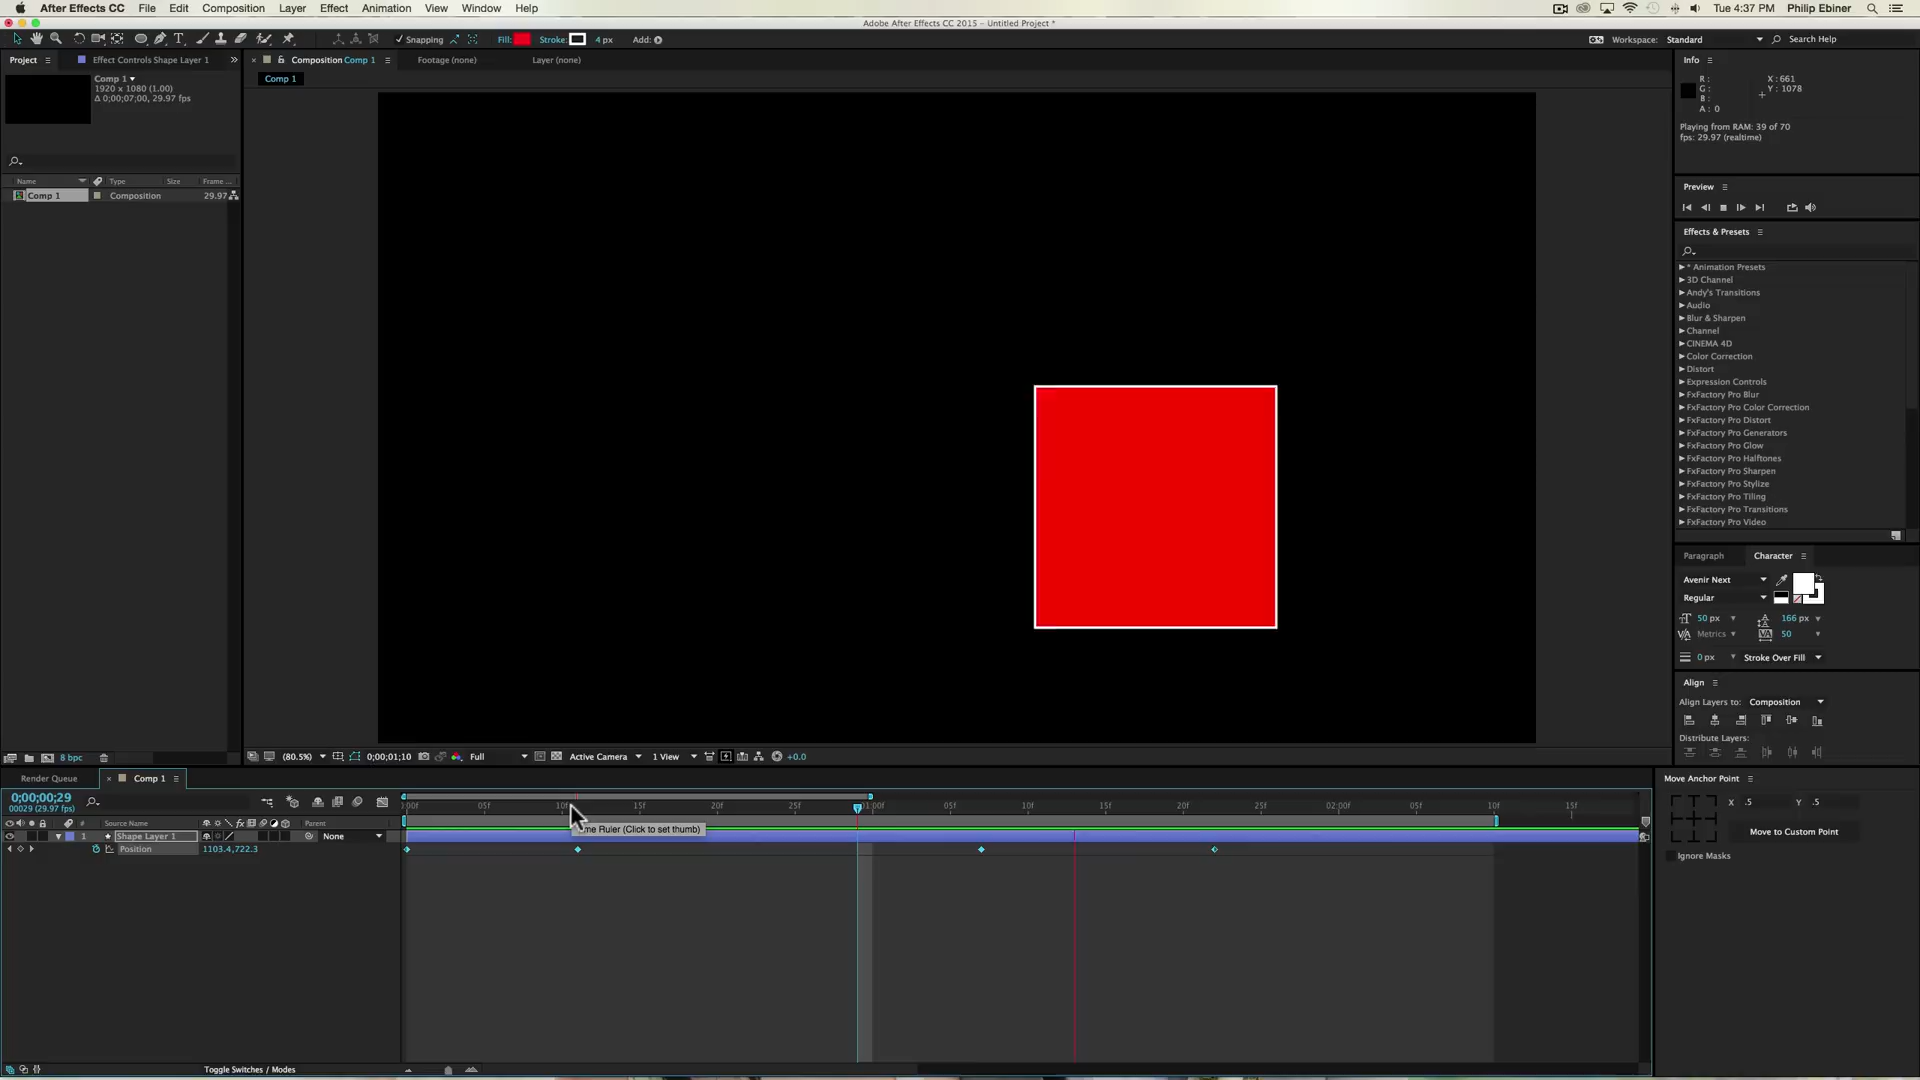 After Effects CC File Edit Composition Layer Effect Animation View Window Help Tue 4:37 PM Philip Ebiner
Adobe After Effects CC 2015 – Untitled Project *
Snapping Fill: Stroke: 4 px Add: Workspace: Standard Search Help
Project Effect Controls Shape Layer 1 Composition Comp 1 Footage (none) Layer (none)
Comp 1
Comp 1
1920 x 1080 (1.00)
Δ 0;00;07;00, 29.97 fps
Name Type Size Frame ...
Comp 1 Composition 29.97
8 bpc
(80.5%) 0;00;01;10 Full Active Camera 1 View +0.0
Info
R : X : 661
G : Y : 1078
B :
A : 0
Playing from RAM: 39 of 70
fps: 29.97 (realtime)
Preview
Effects & Presets
* Animation Presets
3D Channel
Andy's Transitions
Audio
Blur & Sharpen
Channel
CINEMA 4D
Color Correction
Distort
Expression Controls
FxFactory Pro Blur
FxFactory Pro Color Correction
FxFactory Pro Distort
FxFactory Pro Generators
FxFactory Pro Glow
FxFactory Pro Halftones
FxFactory Pro Sharpen
FxFactory Pro Stylize
FxFactory Pro Tiling
FxFactory Pro Transitions
FxFactory Pro Video
Paragraph Character
Avenir Next
Regular
50 px 166 px
Metrics 50
0 px Stroke Over Fill
Align
Align Layers to: Composition
Distribute Layers:
Render Queue Comp 1
0;00;00;29
00029 (29.97 fps)
:00f 05f 10f 15f 20f 25f 01:00f 05f 10f 15f 20f 25f 02:00f 05f 10f 15f
# Source Name Parent
1 Shape Layer 1 None
me Ruler (Click to set thumb)
Position 1103.4,722.3
Toggle Switches / Modes
Move Anchor Point
X .5 Y .5
Move to Custom Point
Ignore Masks